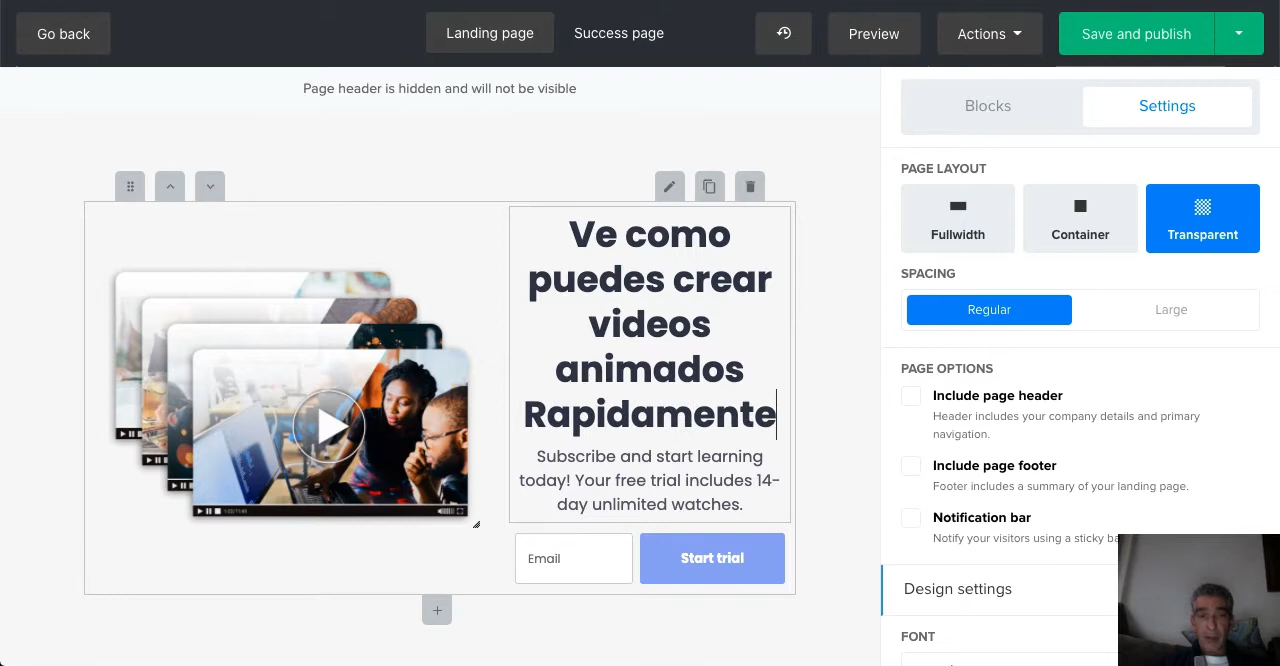 Go back
Landing page
Success page
Preview
Actions
Save and publish
Page header is hidden and will not be visible
Blocks
Settings
PAGE LAYOUT
Fullwidth
Container
Transparent
SPACING
Regular
Large
PAGE OPTIONS
Include page header
Header includes your company details and primary
navigation.
Include page footer
Footer includes a summary of your landing page.
Notification bar
Notify your visitors using a sticky
Design settings
FONT
Ve como
puedes crear
videos
animados
Rapidamente
Subscribe and start learning
today! Your free trial includes 14-
day unlimited watches.
Email
Start trial